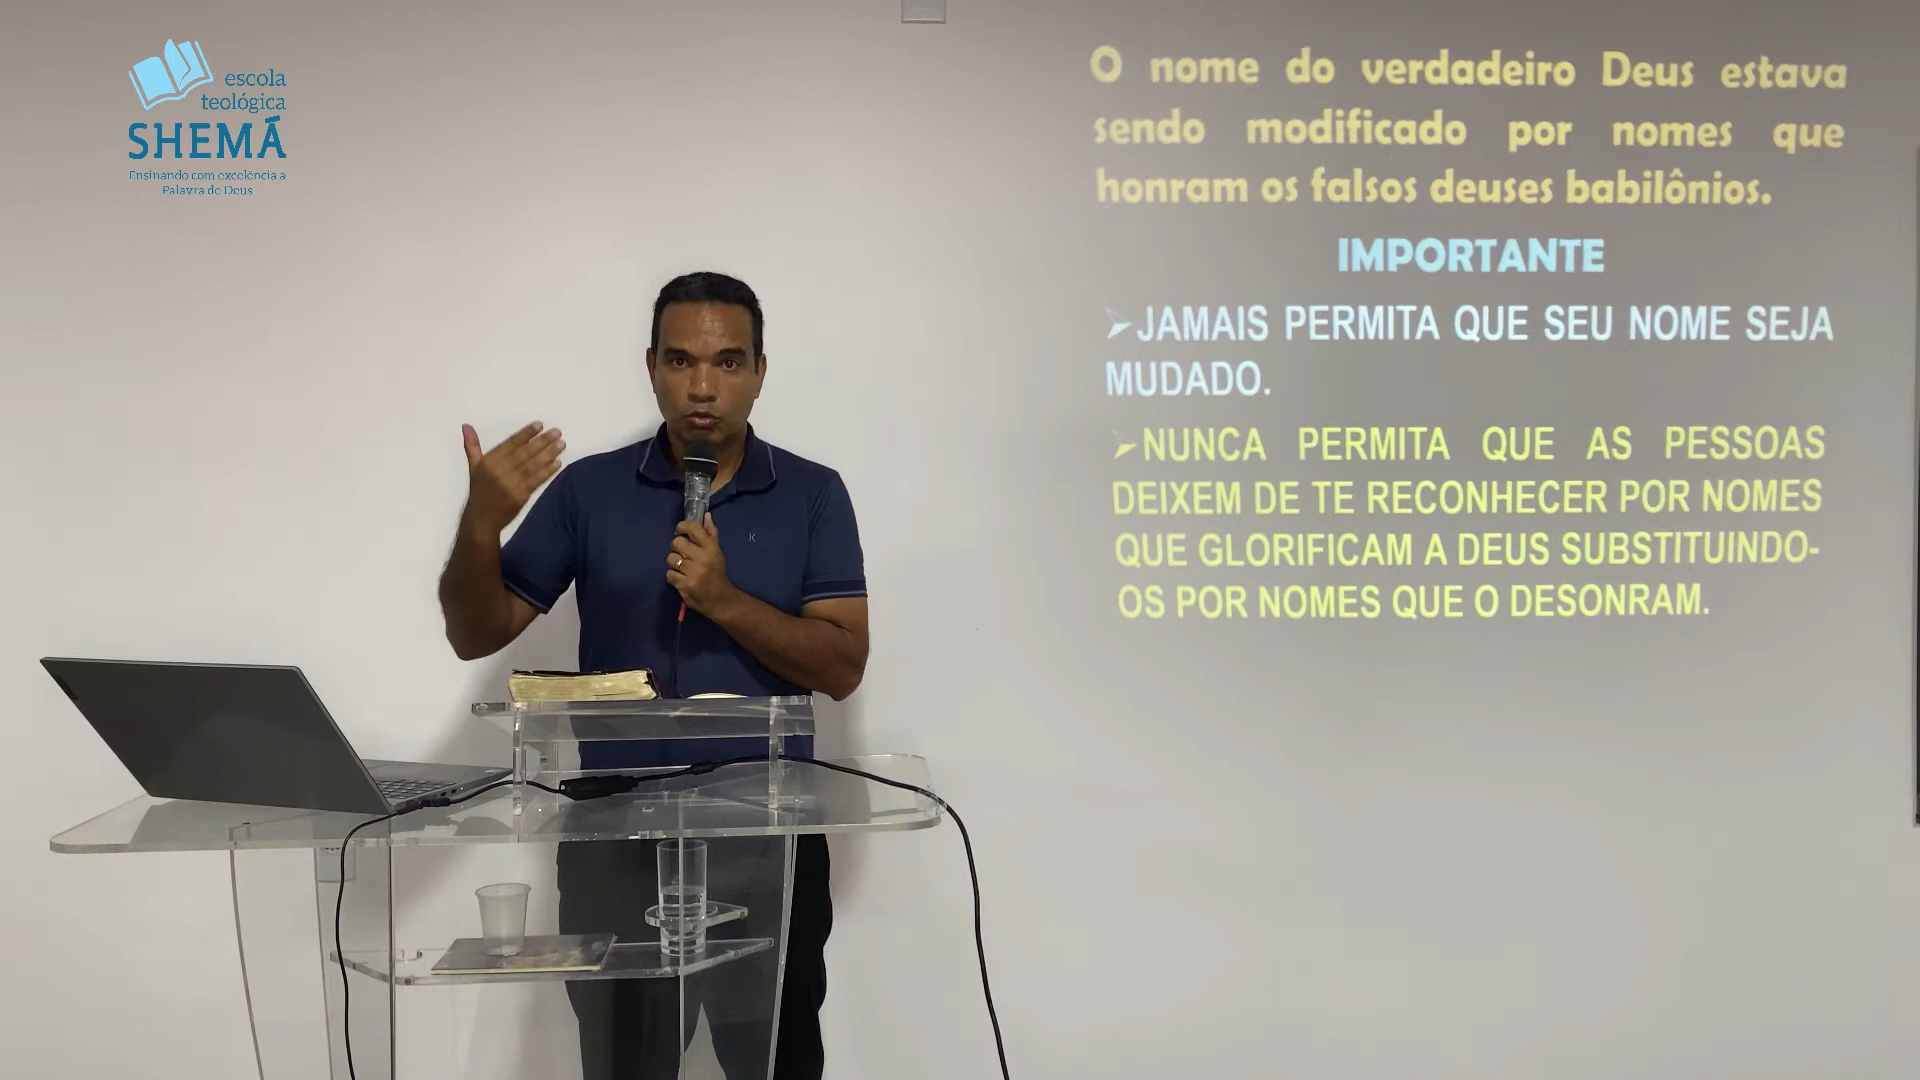 escola
teológica
SHEMÁ
Ensinando com excelência a
Palavra de Deus
O nome do verdadeiro Deus estava
sendo modificado por nomes que
honram os falsos deuses babilônios.
IMPORTANTE
➢JAMAIS PERMITA QUE SEU NOME SEJA
MUDADO.
➢NUNCA PERMITA QUE AS PESSOAS
DEIXEM DE TE RECONHECER POR NOMES
QUE GLORIFICAM A DEUS SUBSTITUINDO-
OS POR NOMES QUE O DESONRAM.